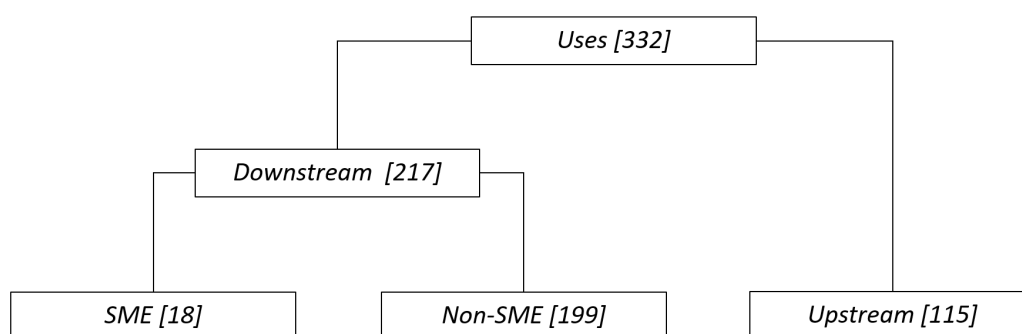 Uses [332]
Downstream  [217]
SME [18]
Non-SME [199]
Upstream [115]